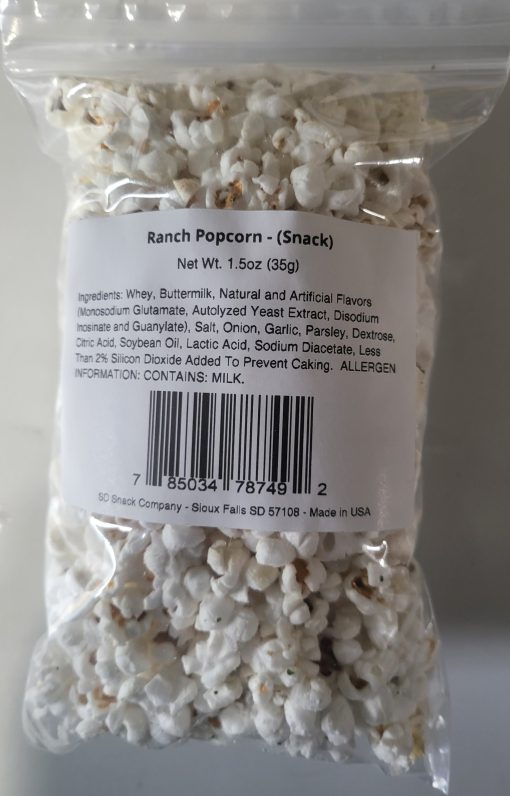 Ranch Popcorn - (Snack)
Net Wt. 1.5oz (35g)
Ingredients: Whey, Buttermilk, Natural and Artificial Flavors
(Monosodium Glutamate, Autolyzed Yeast Extract, Disodium
Inosinate and Guanylate), Salt, Onion, Garlic, Parsley, Dextrose,
Citric Acid, Soybean Oil, Lactic Acid, Sodium Diacetate, Less
Than 2% Silicon Dioxide Added To Prevent Caking. ALLERGEN
INFORMATION: CONTAINS: MILK.
7 85034 78749 2
SD Snack Company - Sioux Falls SD 57108 - Made in USA